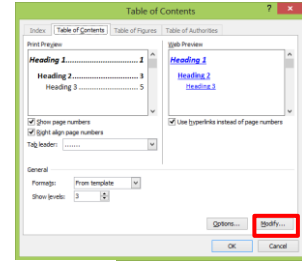 Table of Contents
? ×
Index Table of Contents Table of Figures Table of Authorities
Print Preview Web Preview
Heading 1........................... 1 Heading 1
Heading 2........................ 3 Heading 2
Heading 3 ...................... 5 Heading 3
Show page numbers Use hyperlinks instead of page numbers
Right align page numbers
Tab leader: .......
General
Formats: From template
Show levels: 3
Options... Modify...
OK Cancel